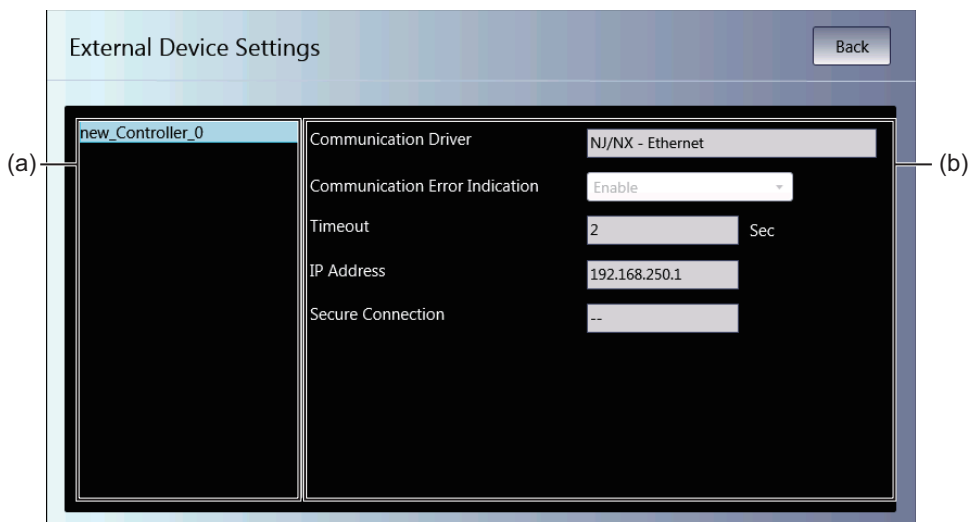 External Device Settings
Back
new_Controller_0
(a)
(b)
Communication Driver
NJ/NX - Ethernet
Communication Error Indication
Enable
Timeout
2
Sec
IP Address
192.168.250.1
Secure Connection
--